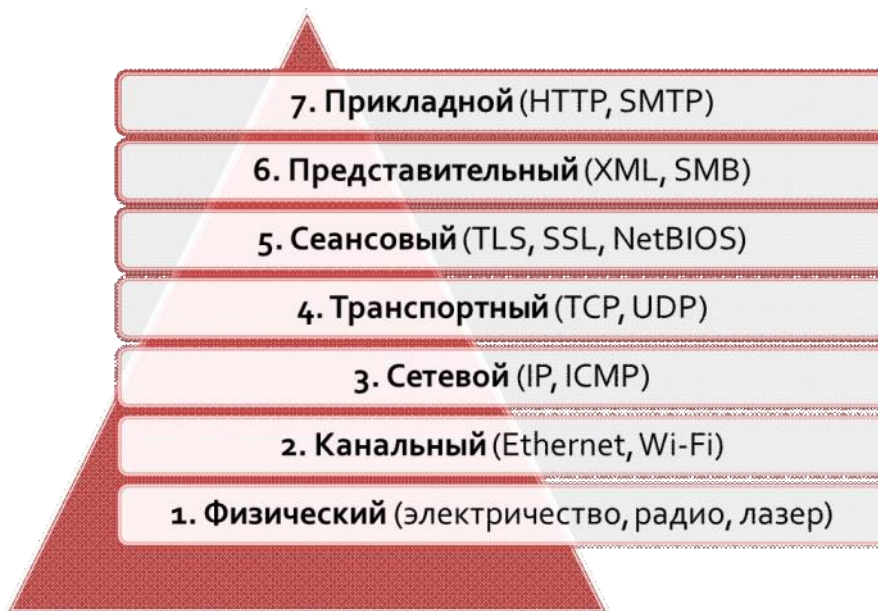 7. Прикладной (HTTP, SMTP)
6. Представительный (XML, SMB)
5. Сеансовый (TLS, SSL, NetBIOS)
4. Транспортный (TCP, UDP)
3. Сетевой (IP, ICMP)
2. Канальный (Ethernet, Wi-Fi)
1. Физический (электричество, радио, лазер)